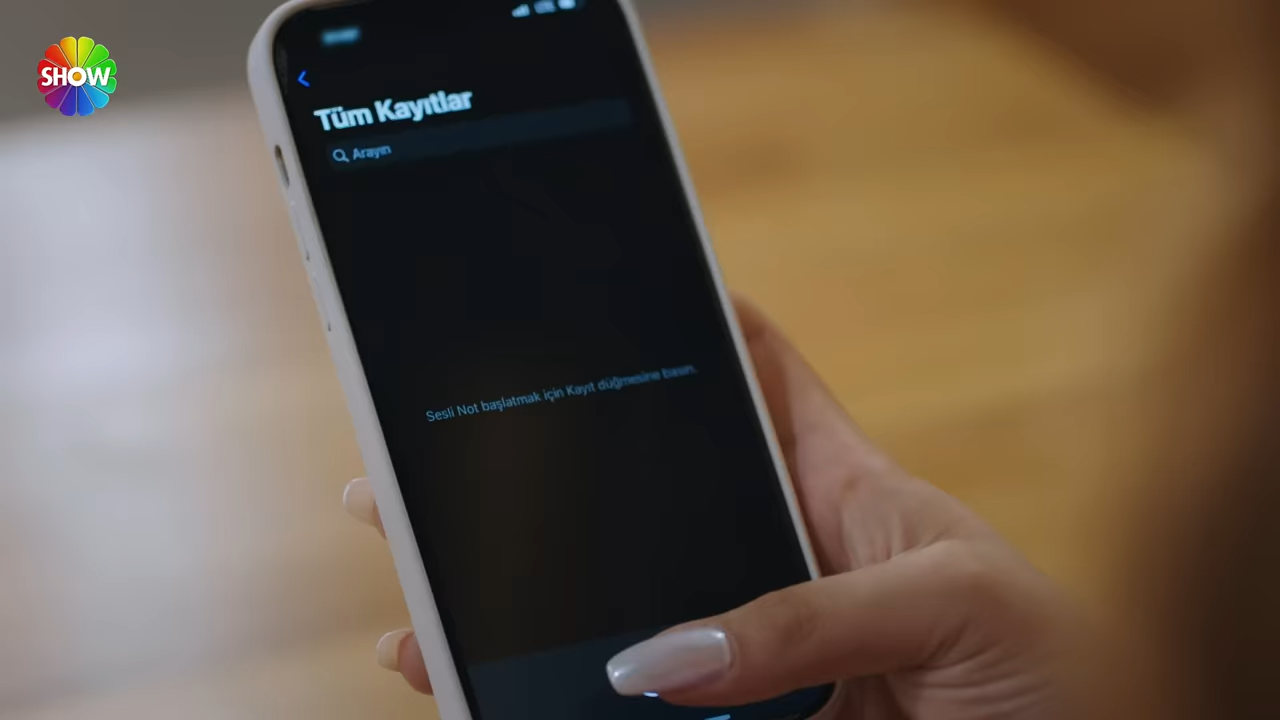 SHOW
Tüm Kayıtlar
Arayın
Sesli Not başlatmak için Kayıt düğmesine basın.